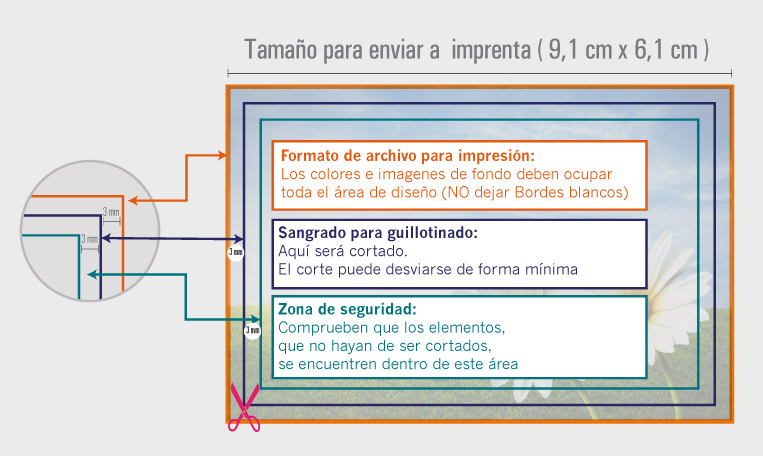 Tamaño para enviar a imprenta ( 9,1 cm x 6,1 cm )
Formato de archivo para impresión:
Los colores e imagenes de fondo deben ocupar
toda el área de diseño (NO dejar Bordes blancos)
3 mm
3 mm
Sangrado para guillotinado:
Aquí será cortado.
El corte puede desviarse de forma mínima
3 mm
Zona de seguridad:
Comprueben que los elementos,
que no hayan de ser cortados,
se encuentren dentro de este área
3 mm